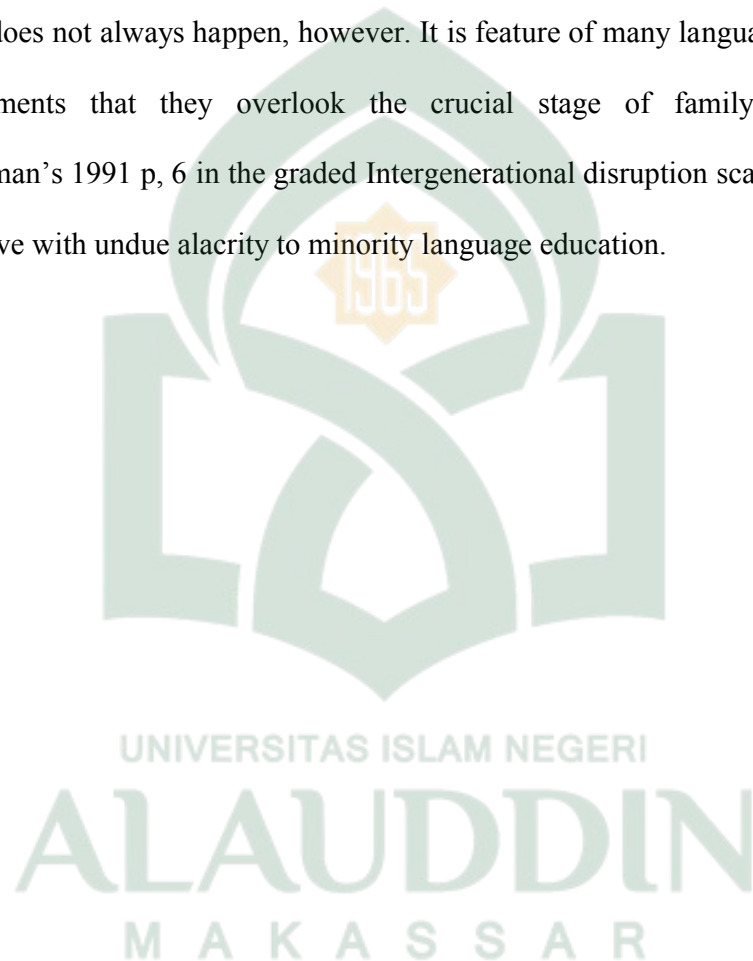 does not always happen, however. It is feature of many langua
ments that they overlook the crucial stage of family
man's 1991 p, 6 in the graded Intergenerational disruption sca
ve with undue alacrity to minority language education.
1965
UNIVERSITAS ISLAM NEGERI
ALAUDDIN
MAKASSAR